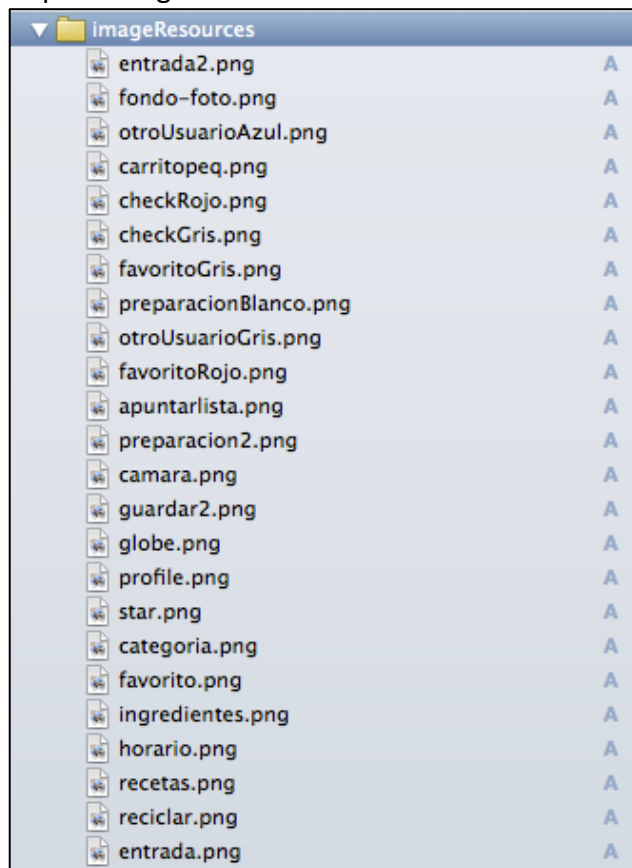 imageResources
entrada2.png A
fondo-foto.png A
otroUsuarioAzul.png A
carritopeq.png A
checkRojo.png A
checkGris.png A
favoritoGris.png A
preparacionBlanco.png A
otroUsuarioGris.png A
favoritoRojo.png A
apuntarlista.png A
preparacion2.png A
camara.png A
guardar2.png A
globe.png A
profile.png A
star.png A
categoria.png A
favorito.png A
ingredientes.png A
horario.png A
recetas.png A
reciclar.png A
entrada.png A